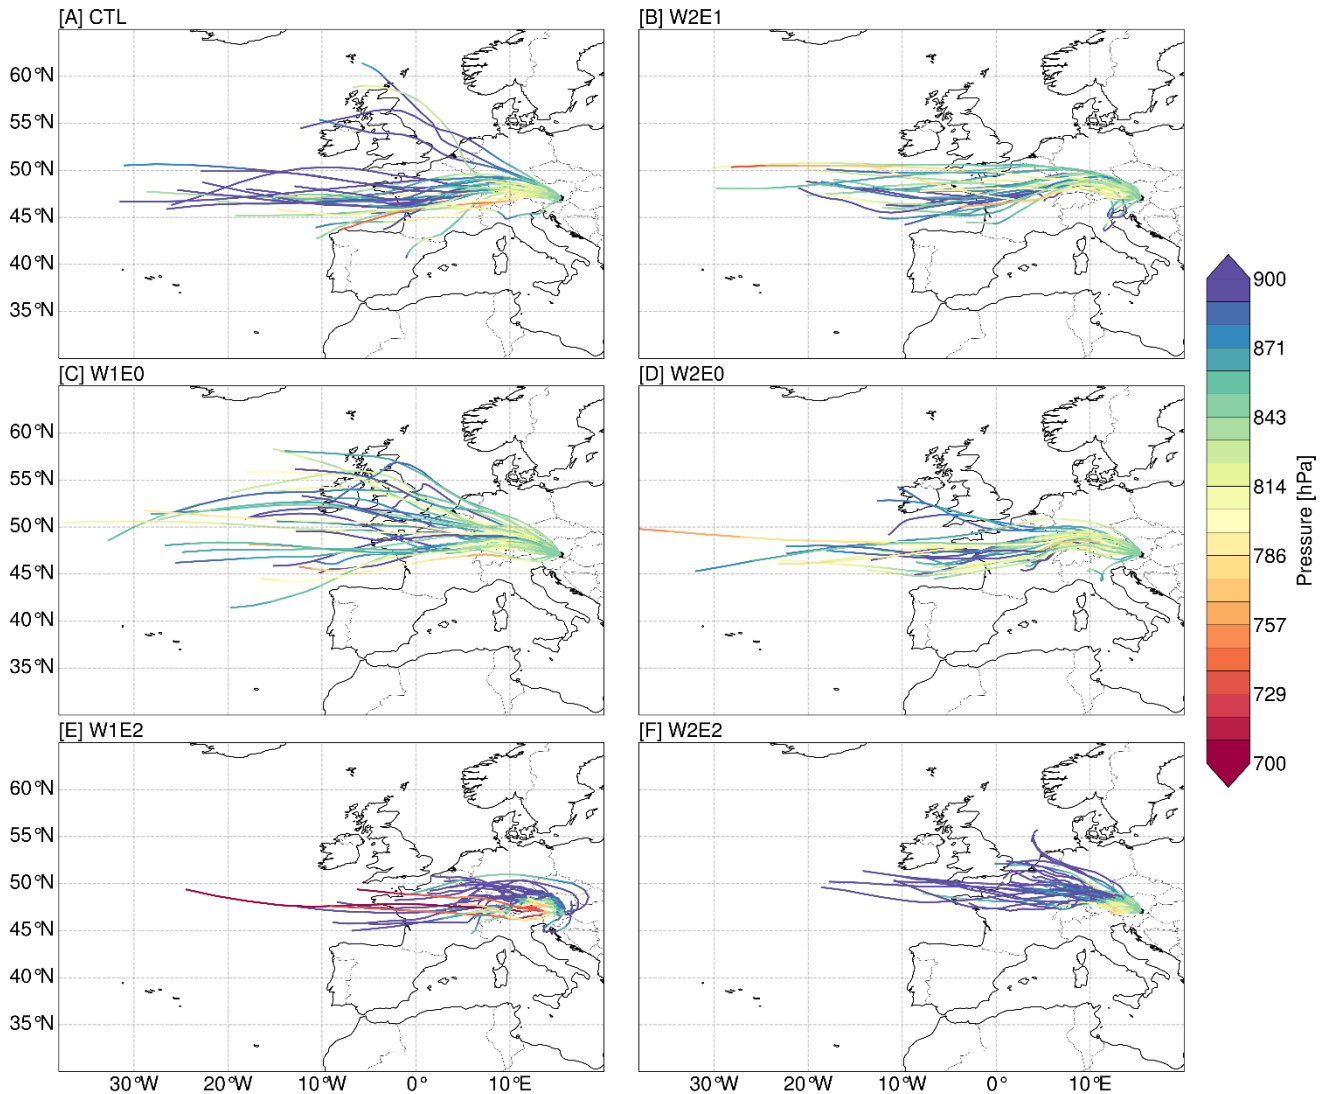 [A] CTL
[B] W2E1
60°N
55°N
50°N
45°N
40°N
35°N
[C] W1E0
[D] W2E0
60°N
55°N
50°N
45°N
40°N
35°N
[E] W1E2
[F] W2E2
60°N
55°N
50°N
45°N
40°N
35°N
30°W 20°W 10°W 0° 10°E
30°W 20°W 10°W 0° 10°E
900
871
843
814
786
757
729
700
Pressure [hPa]